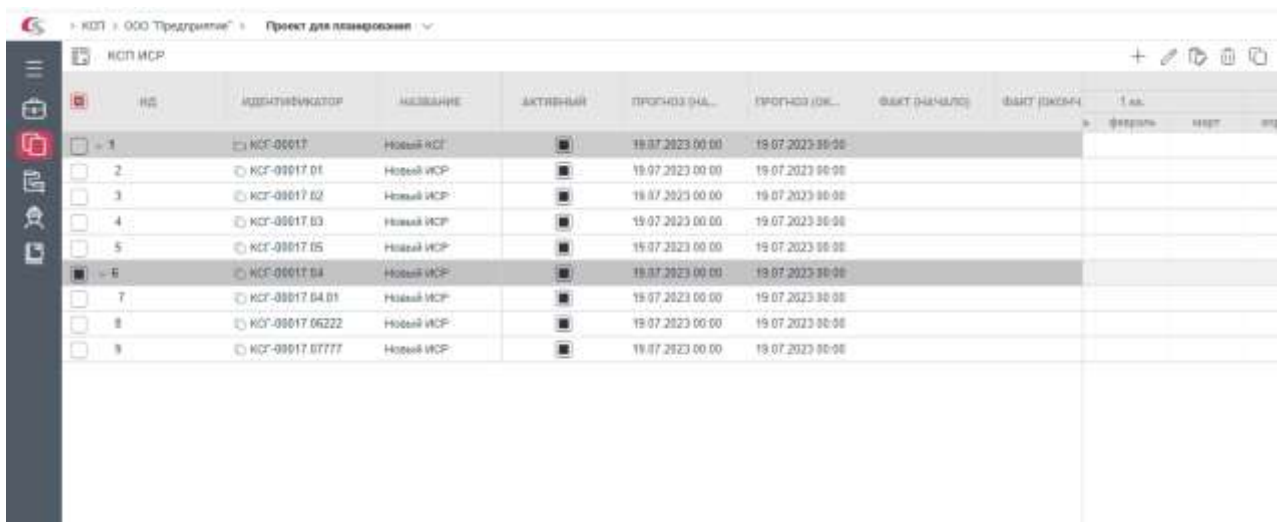 КСП ООО "Предприятие" Проект для планирования
КСП ИСР
ИД ИДЕНТИФИКАТОР НАЗВАНИЕ АКТИВНЫЙ ПРОГНОЗ (НА... ПРОГНОЗ (ОК... ФАКТ (НАЧАЛО) ФАКТ (ОКОНЧ 1 кв.
февраль март
1 КСГ-00017 Новый КСГ 19.07.2023 00:00 19.07.2023 00:00
2 КСГ-00017.01 Новый ИСР 19.07.2023 00:00 19.07.2023 00:00
3 КСГ-00017.02 Новый ИСР 19.07.2023 00:00 19.07.2023 00:00
4 КСГ-00017.03 Новый ИСР 19.07.2023 00:00 19.07.2023 00:00
5 КСГ-00017.05 Новый ИСР 19.07.2023 00:00 19.07.2023 00:00
6 КСГ-00017.04 Новый ИСР 19.07.2023 00:00 19.07.2023 00:00
7 КСГ-00017.04.01 Новый ИСР 19.07.2023 00:00 19.07.2023 00:00
8 КСГ-00017.06222 Новый ИСР 19.07.2023 00:00 19.07.2023 00:00
9 КСГ-00017.07777 Новый ИСР 19.07.2023 00:00 19.07.2023 00:00